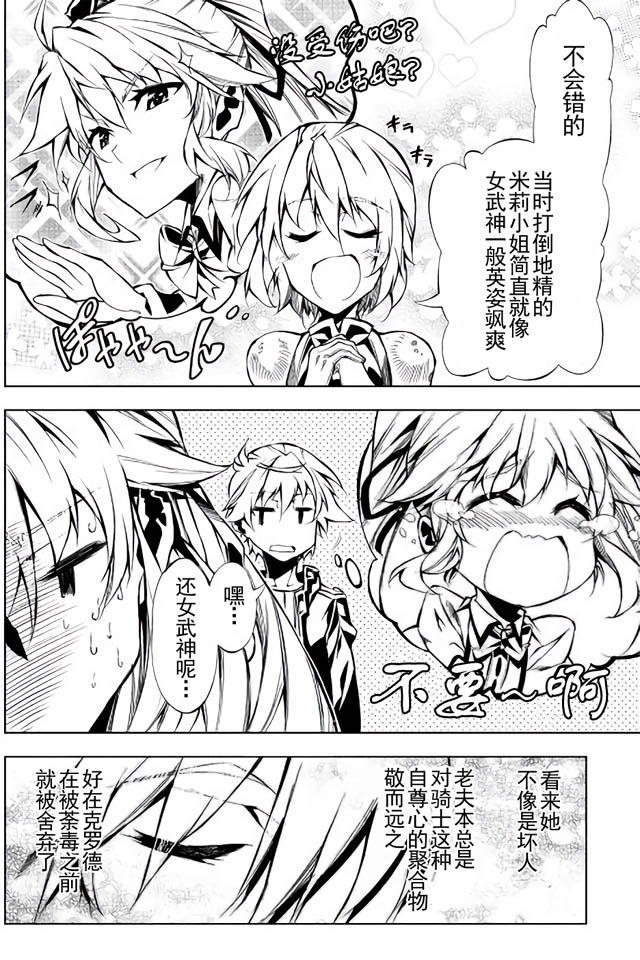 不会错的
当时打倒地精的
米莉小姐简直就像
女武神一般英姿飒爽
没受伤吧?
小姑娘?
キラ
キラ
ぽややーん
不要~啊
嘿…
还女武神呢…
看来她
不像是坏人
老夫本总是
对骑士这种
自尊心的聚合物
敬而远之
好在克罗德
在被荼毒之前
就被舍弃了